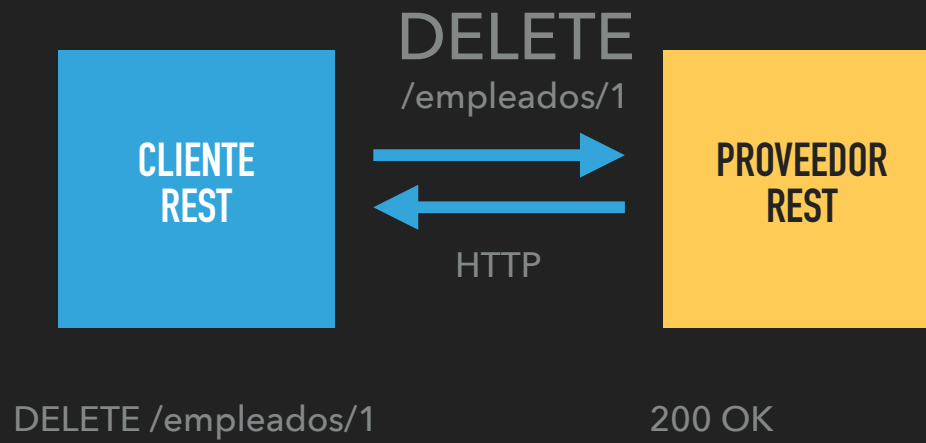 DELETE
/empleados/1
CLIENTE
REST
PROVEEDOR
REST
HTTP
DELETE /empleados/1
200 OK